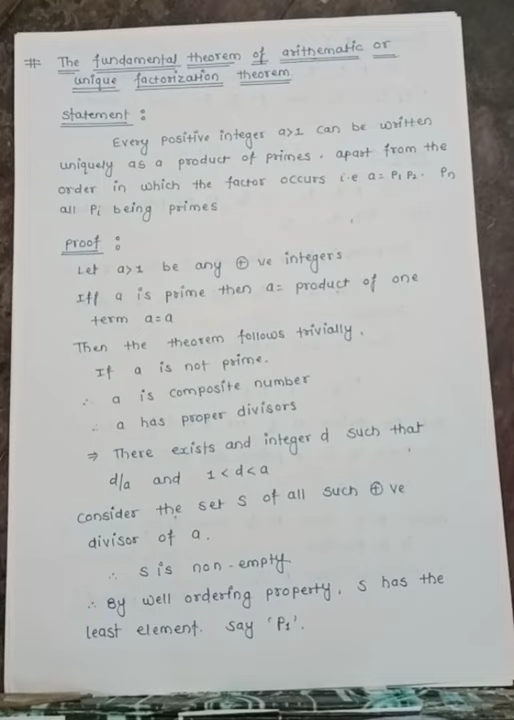 # The fundamental theorem of arithematic or
unique factorization theorem
Statement :
Every positive integer a>1 can be written
uniquely as a product of primes. apart from the
order in which the factor occurs i.e a= P1 P2. Pn
all Pi being primes
Proof :
Let a>1 be any ⊕ ve integers
Iff a is prime then a= product of one
term a=a
Then the theorem follows trivially.
If a is not prime.
∴ a is composite number
∴ a has proper divisors
⇒ There exists and integer d such that
d/a and 1<d<a
Consider the set S of all such ⊕ ve
divisor of a.
∴ S is non-empty
∴ By well ordering property, S has the
least element. Say 'P1'.